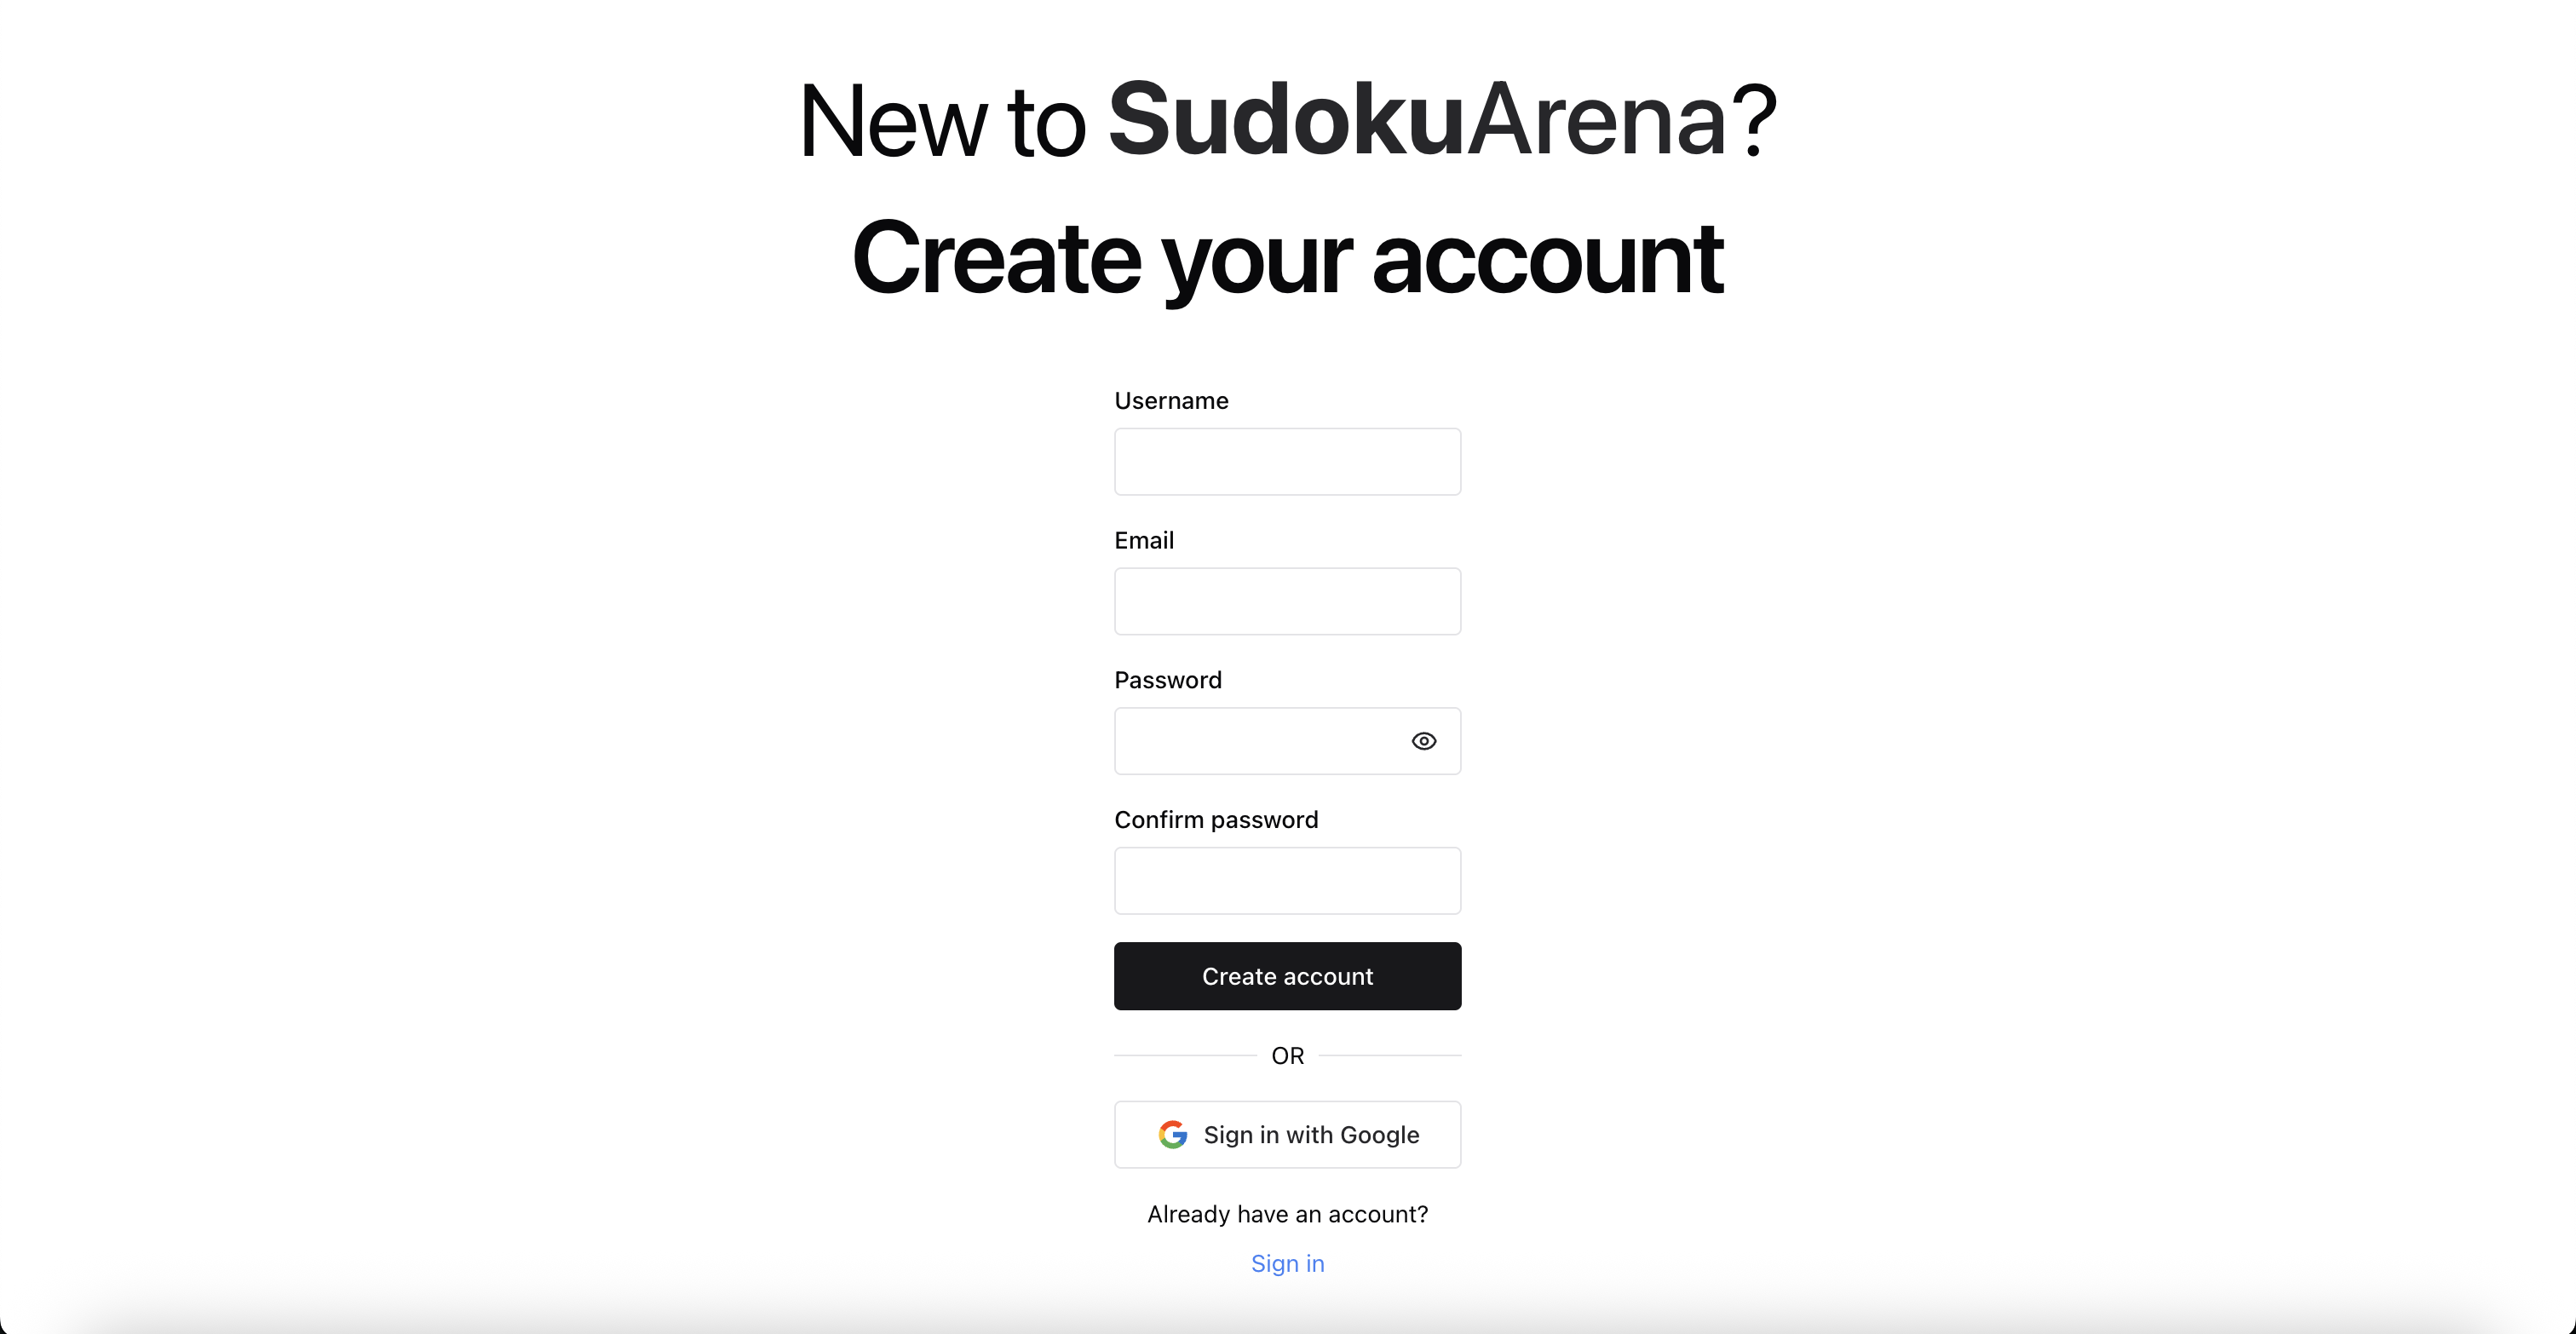 New to SudokuArena?
Create your account
Username
Email
Password
Confirm password
Create account
OR
Sign in with Google
Already have an account?
Sign in